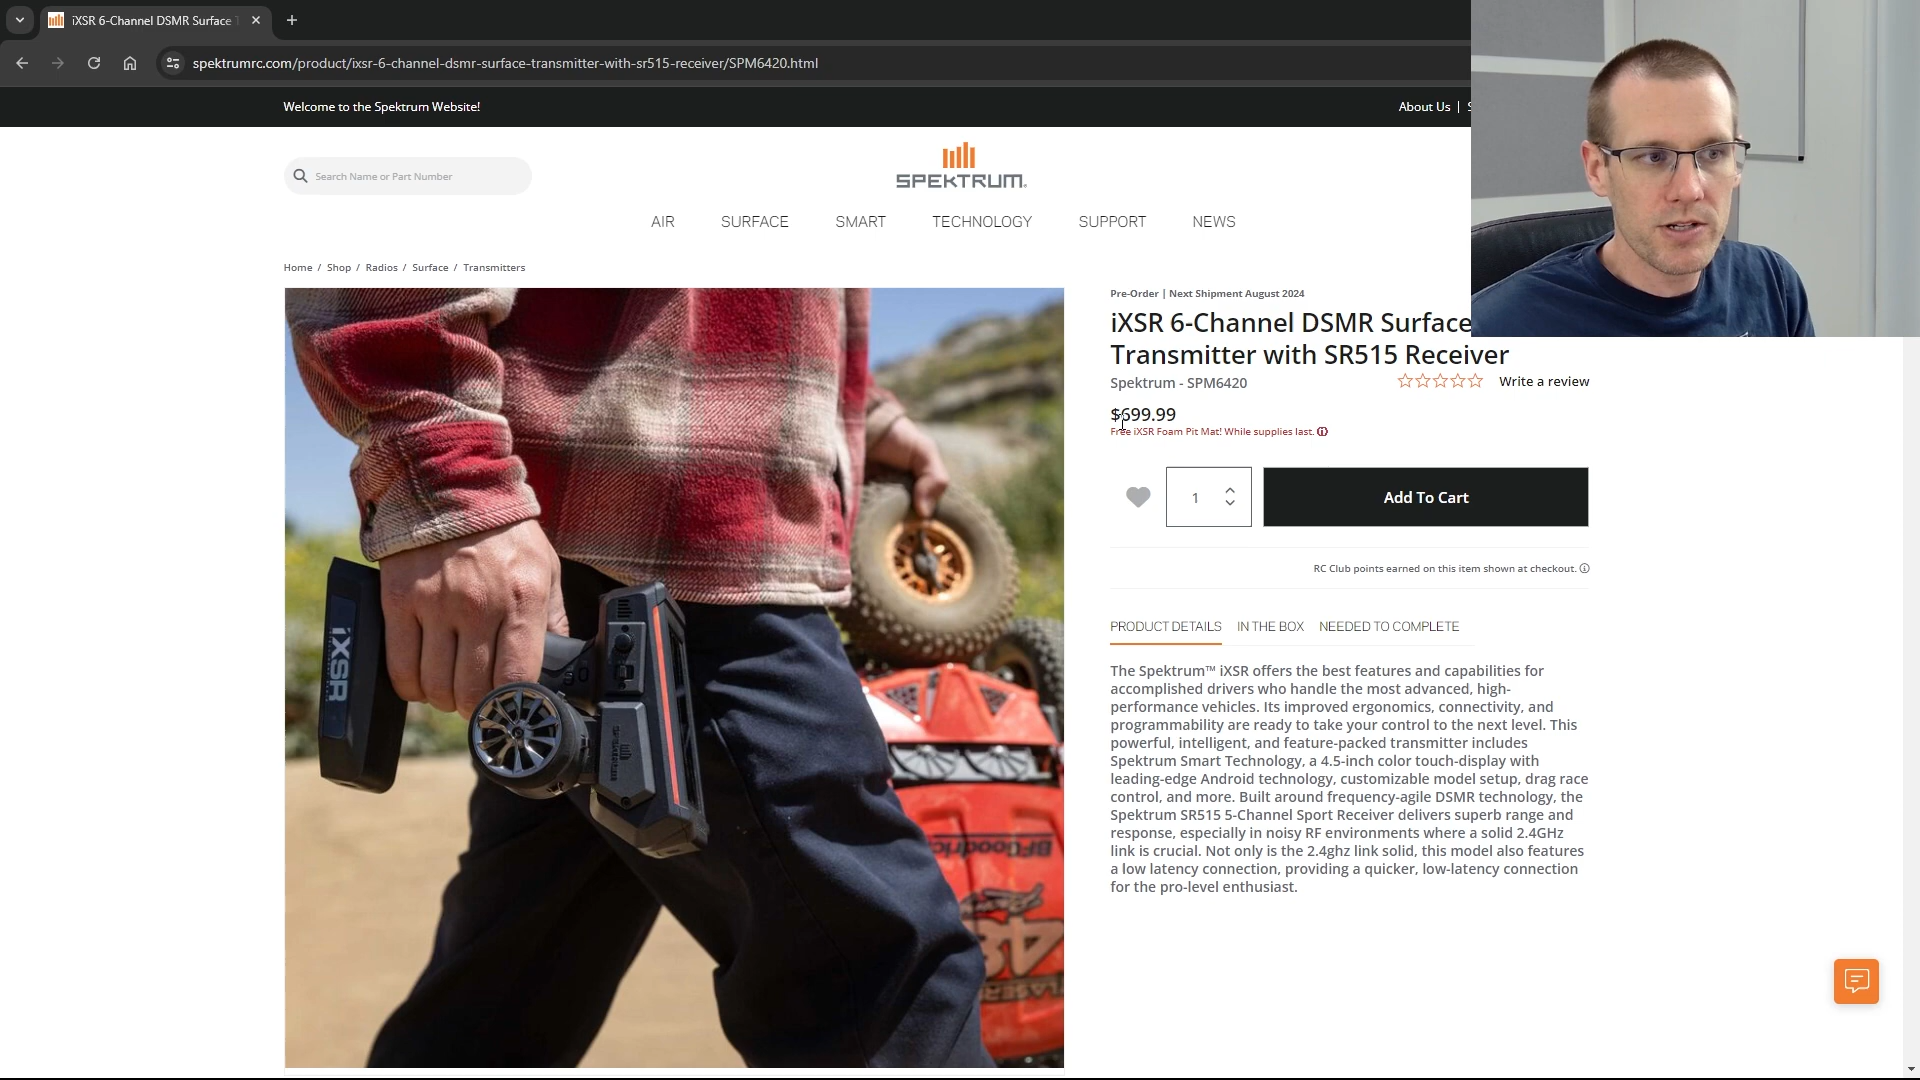 iXSR 6-Channel DSMR Surface T
spektrumrc.com/product/ixsr-6-channel-dsmr-surface-transmitter-with-sr515-receiver/SPM6420.html
Welcome to the Spektrum Website!
About Us | S
Search Name or Part Number
SPEKTRUM
AIR SURFACE SMART TECHNOLOGY SUPPORT NEWS
Home / Shop / Radios / Surface / Transmitters
Pre-Order | Next Shipment August 2024
iXSR 6-Channel DSMR Surface
Transmitter with SR515 Receiver
Spektrum - SPM6420
Write a review
$699.99
Free iXSR Foam Pit Mat! While supplies last.
1
Add To Cart
RC Club points earned on this item shown at checkout.
PRODUCT DETAILS IN THE BOX NEEDED TO COMPLETE
The Spektrum™ iXSR offers the best features and capabilities for
accomplished drivers who handle the most advanced, high-
performance vehicles. Its improved ergonomics, connectivity, and
programmability are ready to take your control to the next level. This
powerful, intelligent, and feature-packed transmitter includes
Spektrum Smart Technology, a 4.5-inch color touch-display with
leading-edge Android technology, customizable model setup, drag race
control, and more. Built around frequency-agile DSMR technology, the
Spektrum SR515 5-Channel Sport Receiver delivers superb range and
response, especially in noisy RF environments where a solid 2.4GHz
link is crucial. Not only is the 2.4ghz link solid, this model also features
a low latency connection, providing a quicker, low-latency connection
for the pro-level enthusiast.
iXSR
SPEKTRUM
BFGoodrich